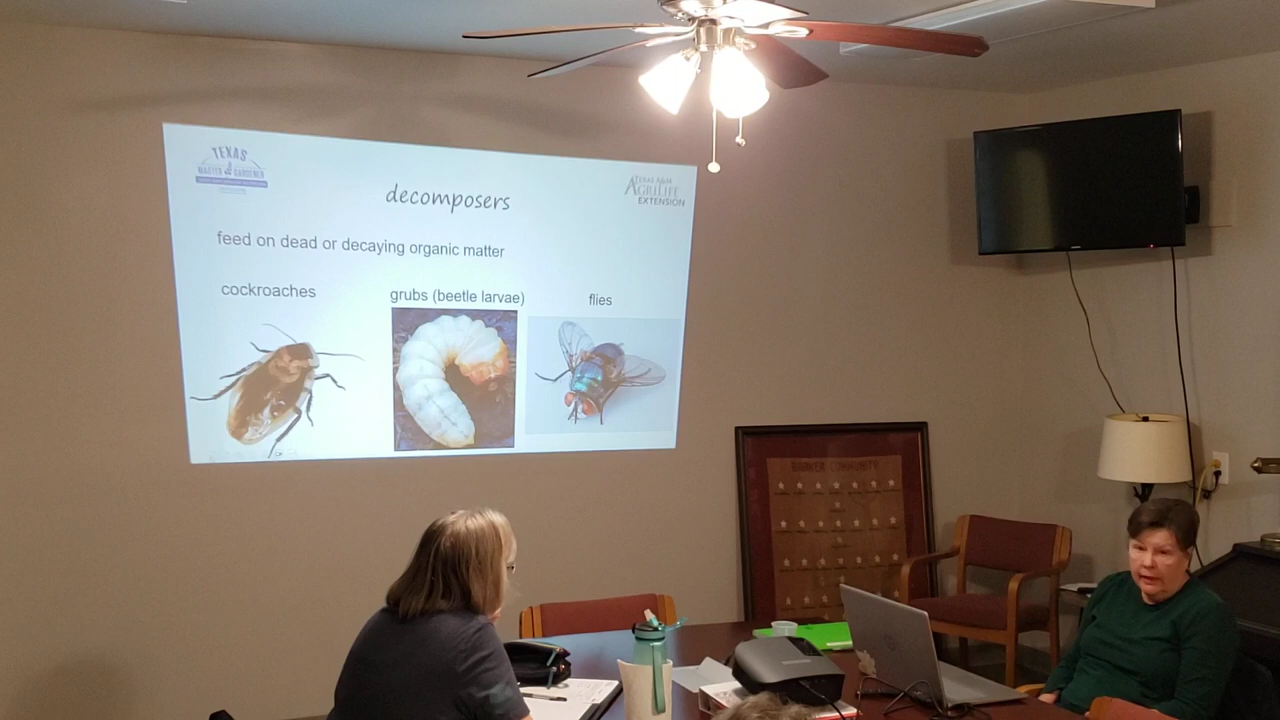 TEXAS
MASTER GARDENER
decomposers
TEXAS A&M
AGRILIFE
EXTENSION
feed on dead or decaying organic matter
cockroaches
grubs (beetle larvae)
flies
BARKER COMMUNITY